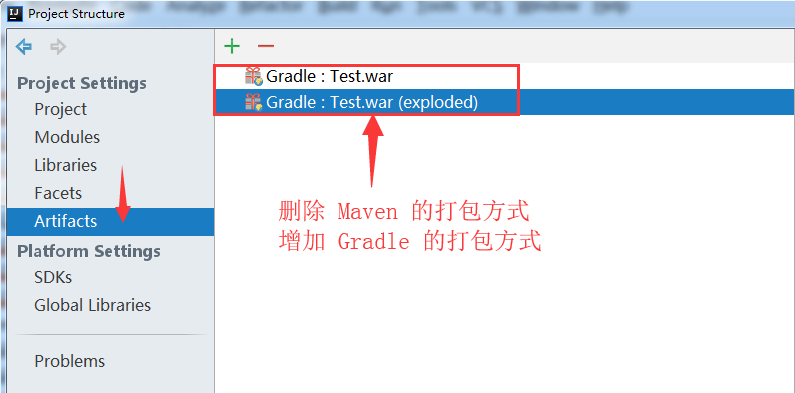 Project Structure
Project Settings
Project
Modules
Libraries
Facets
Artifacts
Platform Settings
SDKs
Global Libraries
Problems
Gradle : Test.war
Gradle : Test.war (exploded)
删除 Maven 的打包方式
增加 Gradle 的打包方式